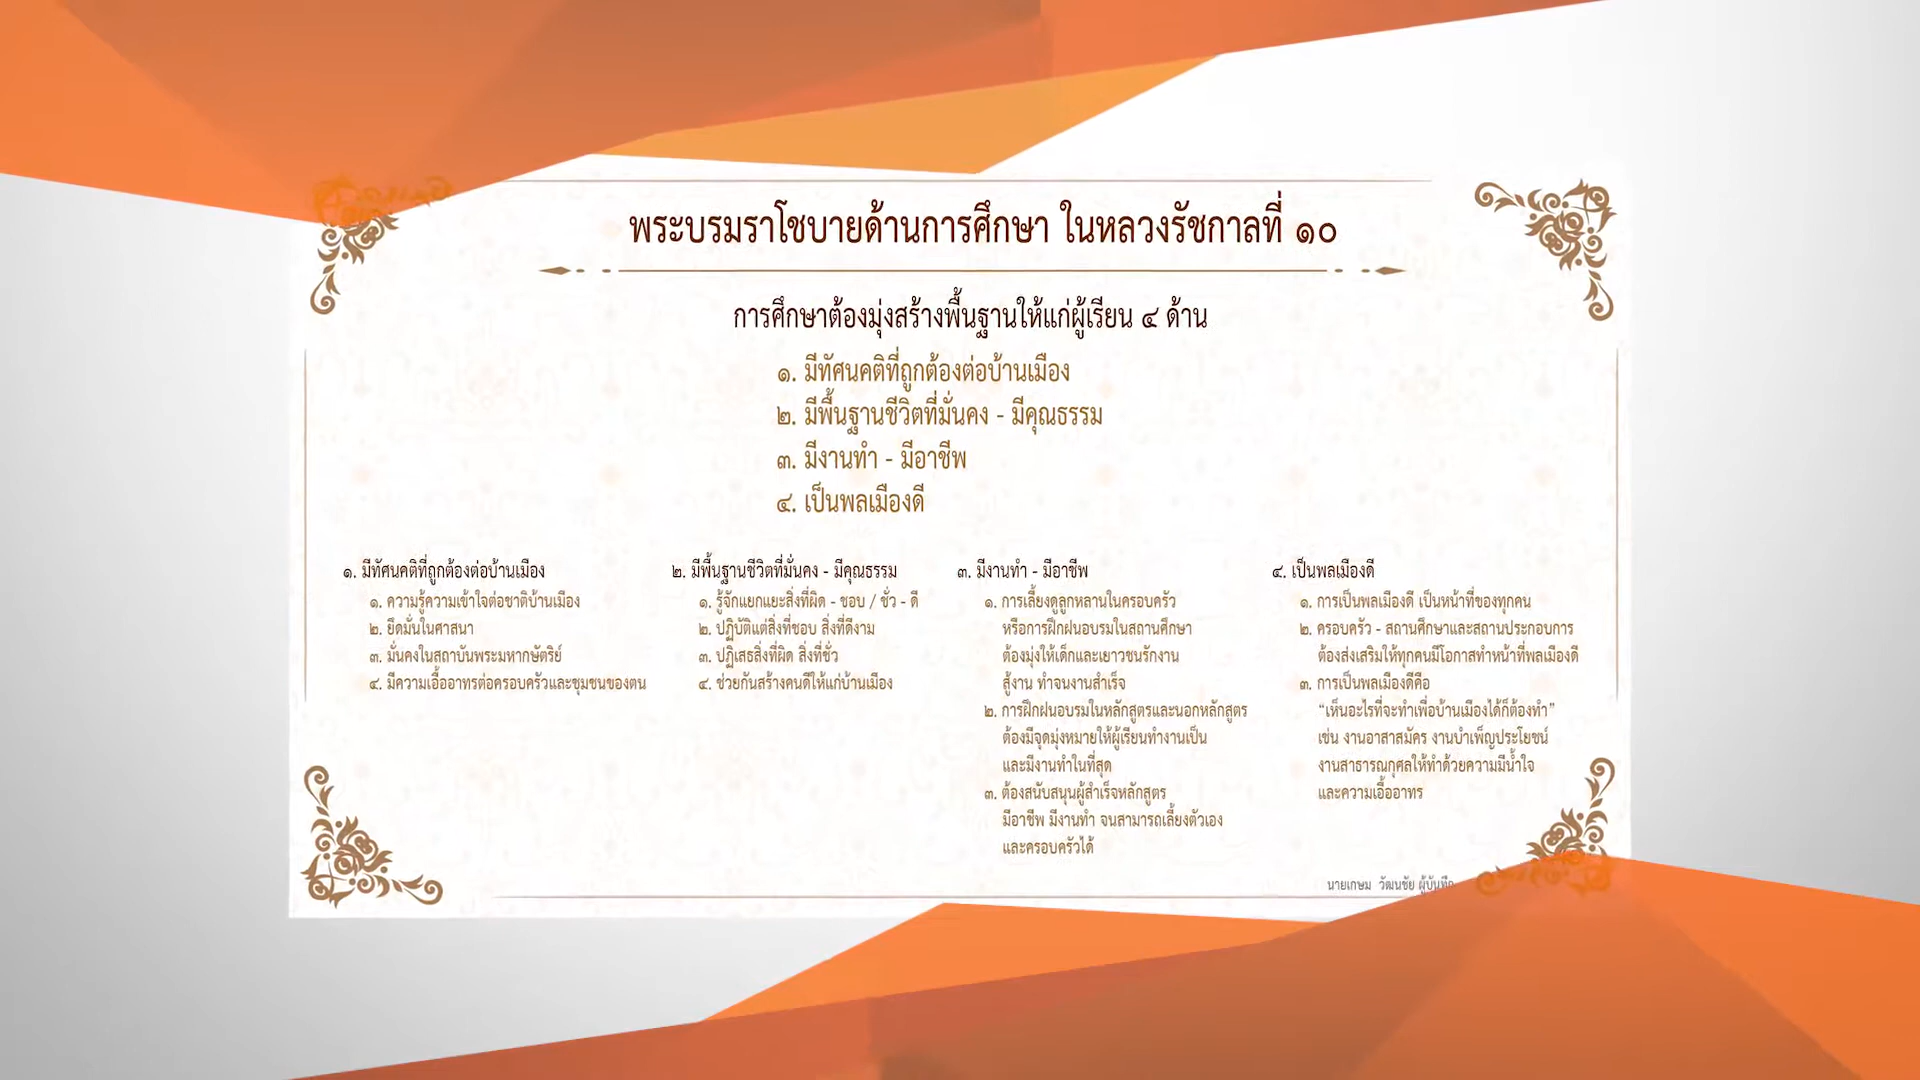 พระบรมราโชบายด้านการศึกษา ในหลวงรัชกาลที่ ๑๐
การศึกษาต้องมุ่งสร้างพื้นฐานให้แก่ผู้เรียน ๔ ด้าน
๑. มีทัศนคติที่ถูกต้องต่อบ้านเมือง
๒. มีพื้นฐานชีวิตที่มั่นคง - มีคุณธรรม
๓. มีงานทำ - มีอาชีพ
๔. เป็นพลเมืองดี
๑. มีทัศนคติที่ถูกต้องต่อบ้านเมือง
๑. ความรู้ความเข้าใจต่อชาติบ้านเมือง
๒. ยึดมั่นในศาสนา
๓. มั่นคงในสถาบันพระมหากษัตริย์
๔. มีความเอื้ออาทรต่อครอบครัวและชุมชนของตน
๒. มีพื้นฐานชีวิตที่มั่นคง - มีคุณธรรม
๑. รู้จักแยกแยะสิ่งที่ผิด - ชอบ / ชั่ว - ดี
๒. ปฏิบัติแต่สิ่งที่ชอบ สิ่งที่ดีงาม
๓. ปฏิเสธสิ่งที่ผิด สิ่งที่ชั่ว
๔. ช่วยกันสร้างคนดีให้แก่บ้านเมือง
๓. มีงานทำ - มีอาชีพ
๑. การเลี้ยงดูลูกหลานในครอบครัว
หรือการฝึกฝนอบรมในสถานศึกษา
ต้องมุ่งให้เด็กและเยาวชนรักงาน
สู้งาน ทำจนงานสำเร็จ
๒. การฝึกฝนอบรมในหลักสูตรและนอกหลักสูตร
ต้องมีจุดมุ่งหมายให้ผู้เรียนทำงานเป็น
และมีงานทำในที่สุด
๓. ต้องสนับสนุนผู้สำเร็จหลักสูตร
มีอาชีพ มีงานทำ จนสามารถเลี้ยงตัวเอง
และครอบครัวได้
๔. เป็นพลเมืองดี
๑. การเป็นพลเมืองดี เป็นหน้าที่ของทุกคน
๒. ครอบครัว - สถานศึกษาและสถานประกอบการ
ต้องส่งเสริมให้ทุกคนมีโอกาสทำหน้าที่พลเมืองดี
๓. การเป็นพลเมืองดีคือ
“เห็นอะไรที่จะทำเพื่อบ้านเมืองได้ก็ต้องทำ”
เช่น งานอาสาสมัคร งานบำเพ็ญประโยชน์
งานสาธารณกุศลให้ทำด้วยความมีน้ำใจ
และความเอื้ออาทร
นายเกษม วัฒนชัย ผู้บันทึก